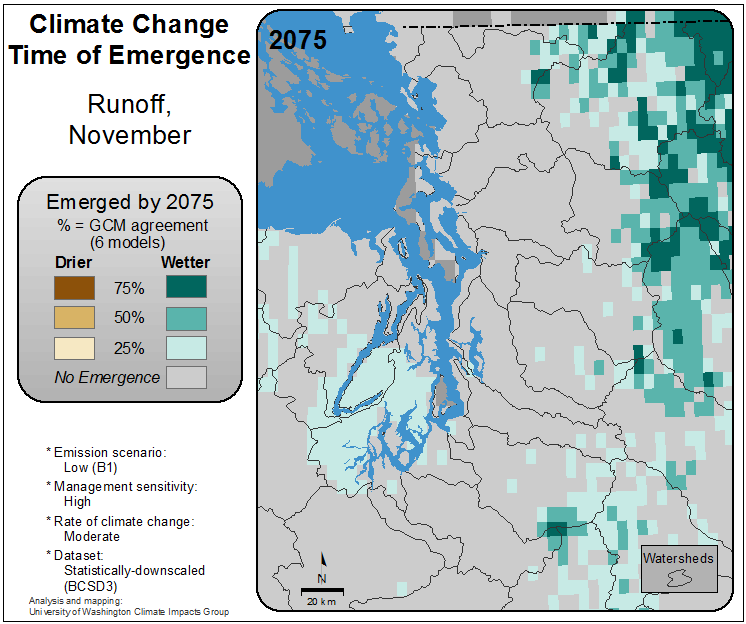 Climate Change
Time of Emergence
Runoff,
November
Emerged by 2075
% = GCM agreement
(6 models)
Drier Wetter
75%
50%
25%
No Emergence
* Emission scenario:
Low (B1)
* Management sensitivity:
High
* Rate of climate change:
Moderate
* Dataset:
Statistically-downscaled
(BCSD3)
Analysis and mapping:
University of Washington Climate Impacts Group
2075
N
20 km
Watersheds